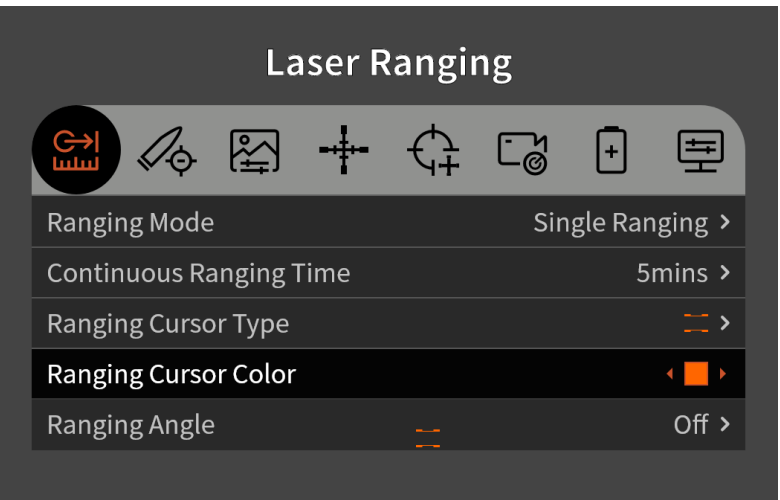 Laser Ranging
Ranging Mode Single Ranging
Continuous Ranging Time 5mins
Ranging Cursor Type
Ranging Cursor Color
Ranging Angle Off